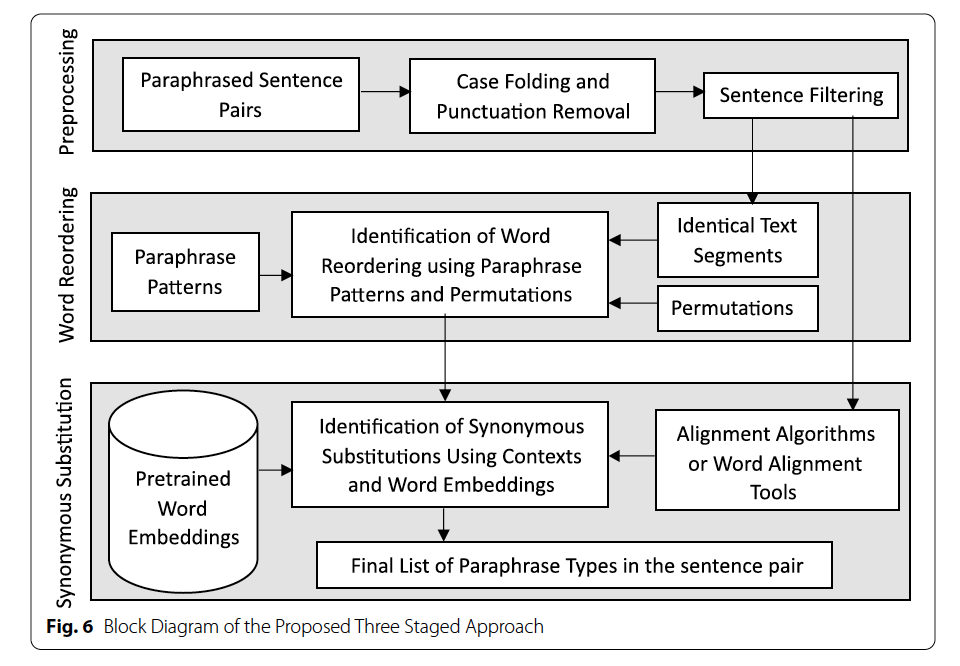 Preprocessing
Paraphrased Sentence
Pairs
Case Folding and
Punctuation Removal
Sentence Filtering
Word Reordering
Paraphrase
Patterns
Identification of Word
Reordering using Paraphrase
Patterns and Permutations
Identical Text
Segments
Permutations
Synonymous Substitution
Pretrained
Word
Embeddings
Identification of Synonymous
Substitutions Using Contexts
and Word Embeddings
Alignment Algorithms
or Word Alignment
Tools
Final List of Paraphrase Types in the sentence pair
Fig. 6 Block Diagram of the Proposed Three Staged Approach